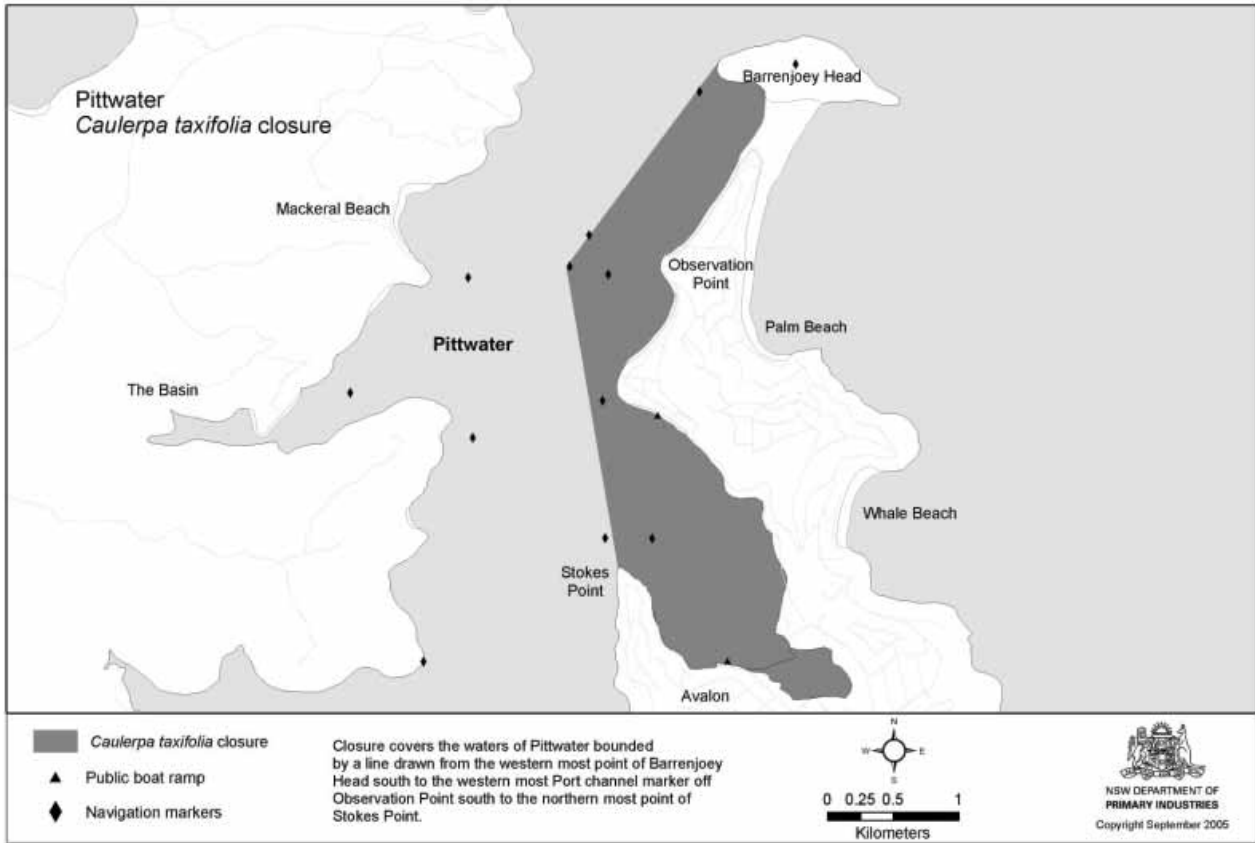 Pittwater
Caulerpa taxifolia closure
Barrenjoey Head
Mackeral Beach
Observation
Point
Palm Beach
Pittwater
The Basin
Whale Beach
Stokes
Point
Avalon
Caulerpa taxifolia closure
Public boat ramp
Navigation markers
Closure covers the waters of Pittwater bounded
by a line drawn from the western most point of Barrenjoey
Head south to the western most Port channel marker off
Observation Point south to the northern most point of
Stokes Point.
N
W E
S
0 0.25 0.5 1
Kilometers
NSW DEPARTMENT OF
PRIMARY INDUSTRIES
Copyright September 2005